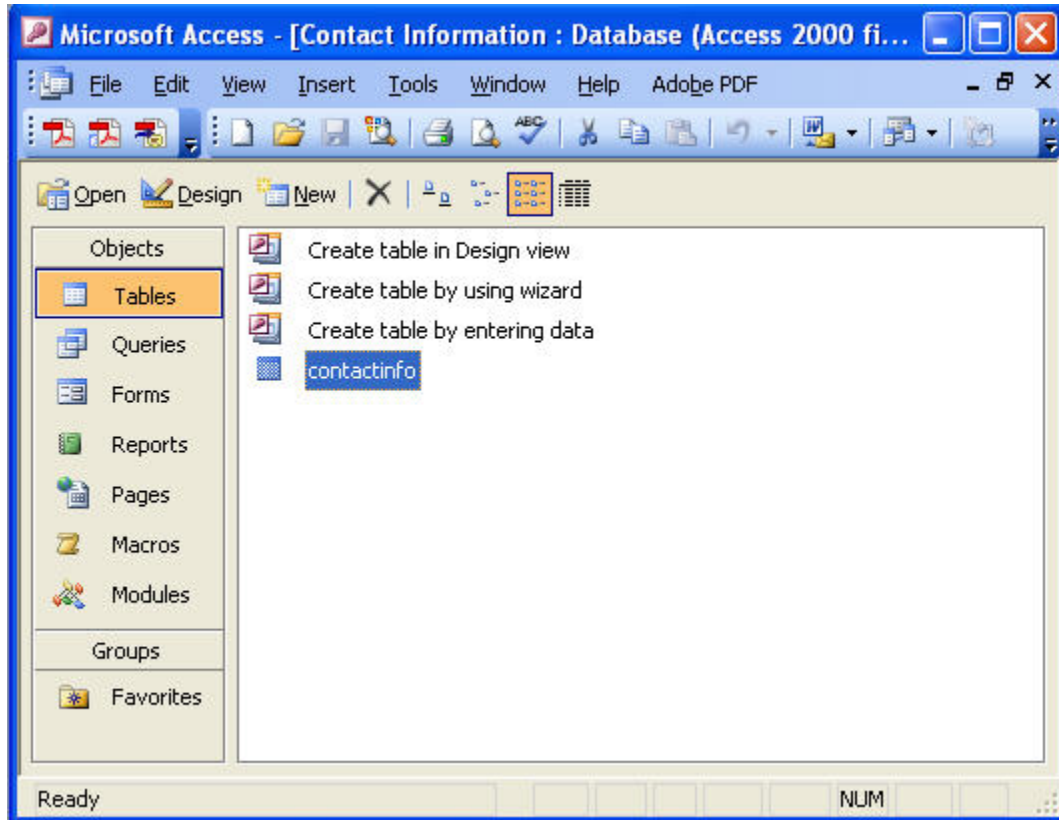 Microsoft Access - [Contact Information : Database (Access 2000 fi...
File Edit View Insert Tools Window Help Adobe PDF
ABC
W
Open Design New
Objects
Tables
Queries
Forms
Reports
Pages
Macros
Modules
Groups
Favorites
Create table in Design view
Create table by using wizard
Create table by entering data
contactinfo
Ready NUM